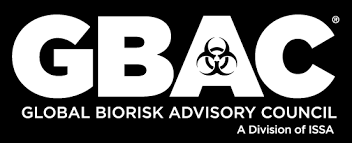 GBAC®
GLOBAL BIORISK ADVISORY COUNCIL
A Division of ISSA